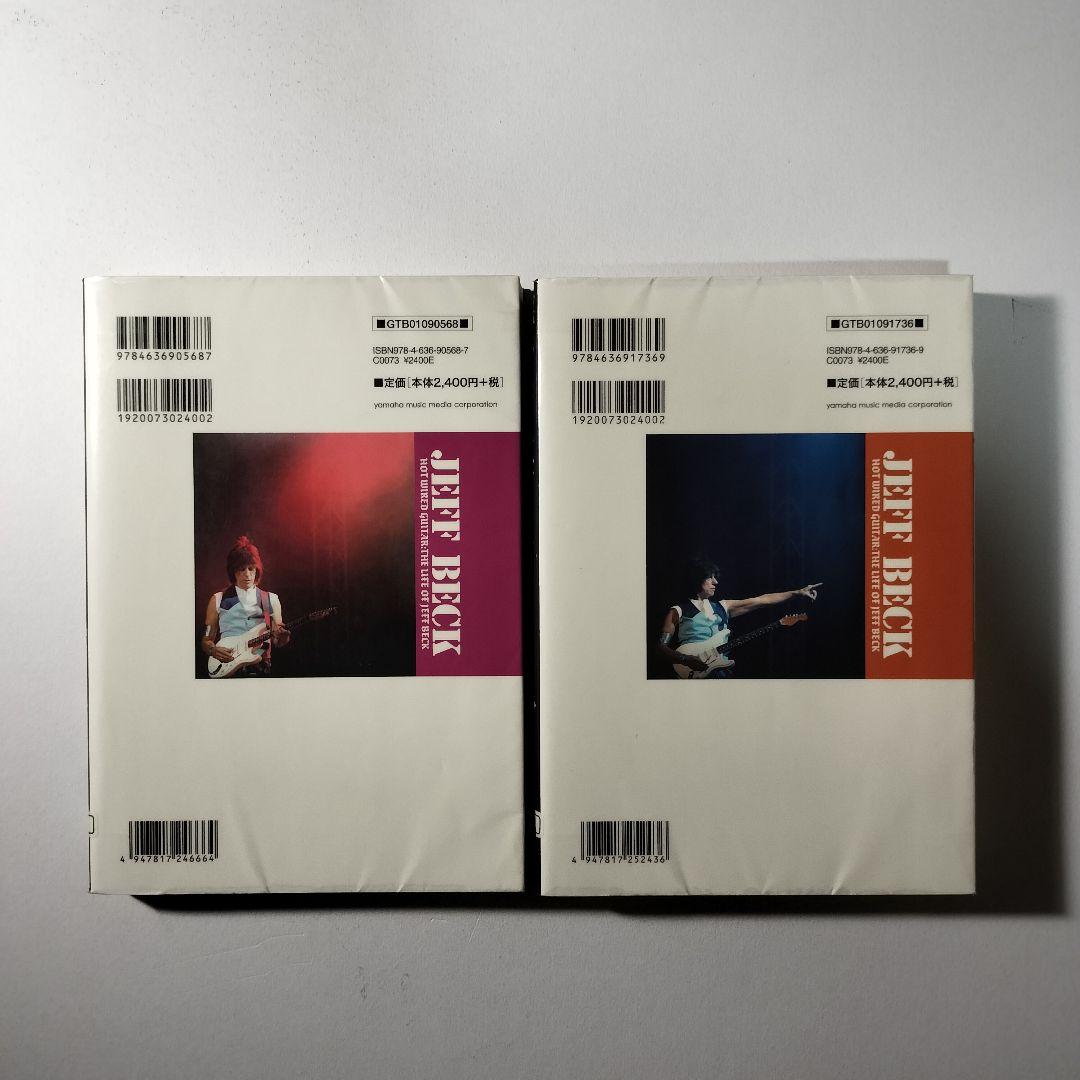 9784636905687
■GTB01090568■
ISBN978-4-636-90568-7
C0073 ¥2400E
■定価[本体2,400円+税]
1920073024002
yamaha music media corporation
JEFF BECK
HOT WIRED GUITAR:THE LIFE OF JEFF BECK
4 947817 246664
9784636917369
■GTB01091736■
ISBN978-4-636-91736-9
C0073 ¥2400E
■定価[本体2,400円+税]
1920073024002
yamaha music media corporation
JEFF BECK
HOT WIRED GUITAR:THE LIFE OF JEFF BECK
4 947817 252436